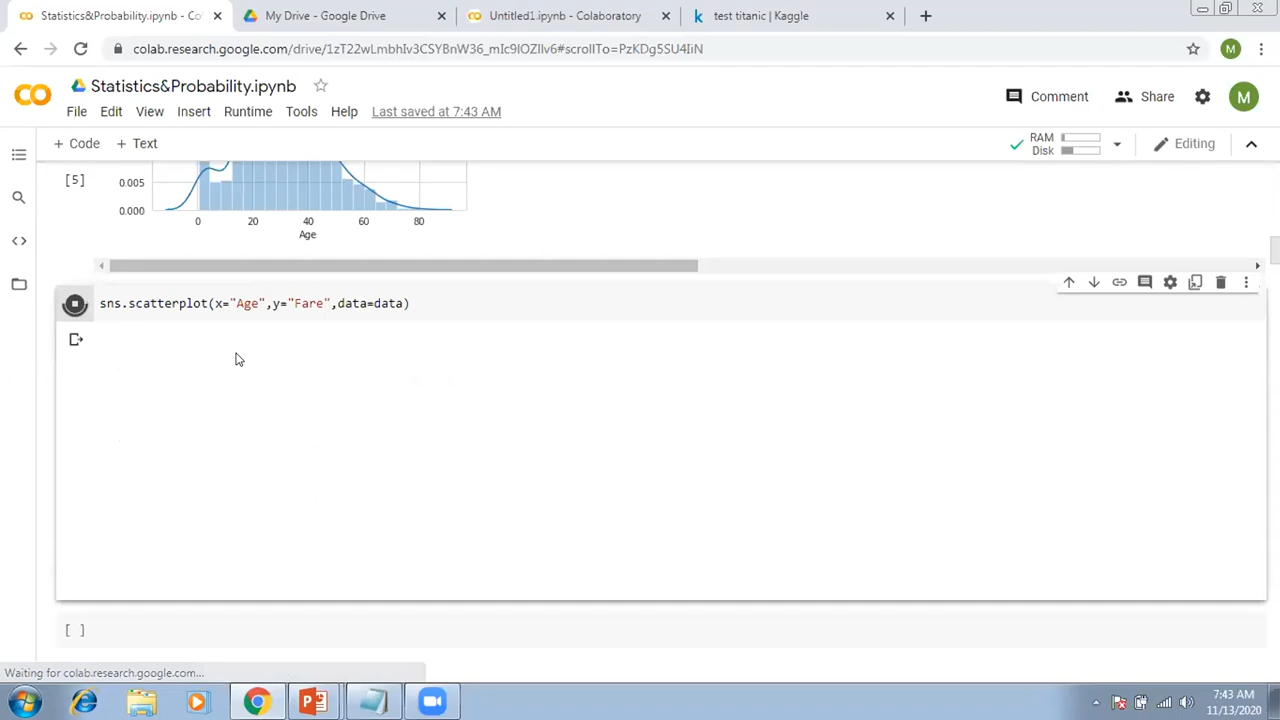 Statistics&Probability.ipynb - Co
My Drive - Google Drive
Untitled1.ipynb - Colaboratory
test titanic | Kaggle
colab.research.google.com/drive/1zT22wLmbhIv3CSYBnW36_mIc9IOZIlv6#scrollTo=PzKDg5SU4IiN
M
Statistics&Probability.ipynb
Comment
Share
M
File Edit View Insert Runtime Tools Help Last saved at 7:43 AM
+ Code + Text
RAM
Disk
Editing
[5]
0.005
0.000
0 20 40 60 80
Age
sns.scatterplot(x="Age",y="Fare",data=data)
[ ]
Waiting for colab.research.google.com...
7:43 AM
11/13/2020